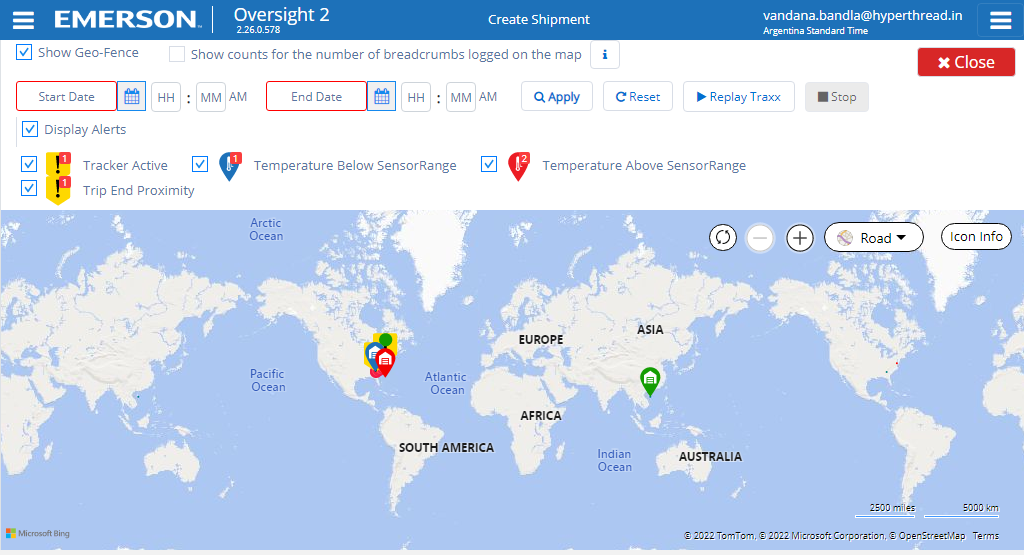 EMERSON
Oversight 2
2.26.0.578
Create Shipment
vandana.bandla@hyperthread.in
Argentina Standard Time
Show Geo-Fence
Show counts for the number of breadcrumbs logged on the map
i
Close
Start Date
HH : MM AM
End Date
HH : MM AM
Apply
Reset
Replay Traxx
Stop
Display Alerts
! 1 Tracker Active
1 Temperature Below SensorRange
2 Temperature Above SensorRange
! 1 Trip End Proximity
Arctic
Ocean
Road
Icon Info
ASIA
EUROPE
Pacific
Ocean
Atlantic
Ocean
AFRICA
SOUTH AMERICA
Indian
Ocean
AUSTRALIA
2500 miles
5000 km
Microsoft Bing
© 2022 TomTom, © 2022 Microsoft Corporation, © OpenStreetMap Terms